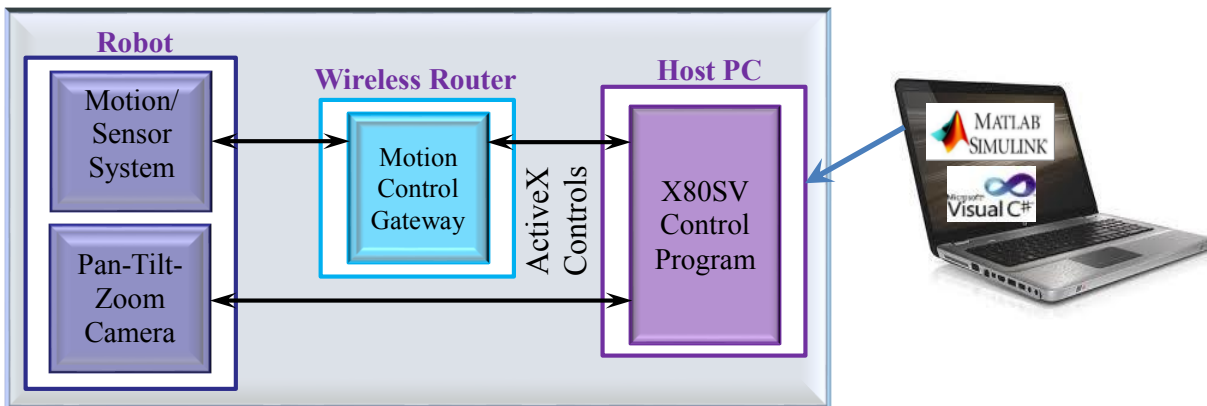 Robot
Motion/
Sensor
System
Pan-Tilt-
Zoom
Camera
Wireless Router
Motion
Control
Gateway
ActiveX
Controls
Host PC
X80SV
Control
Program
MATLAB
SIMULINK
Microsoft
Visual C#